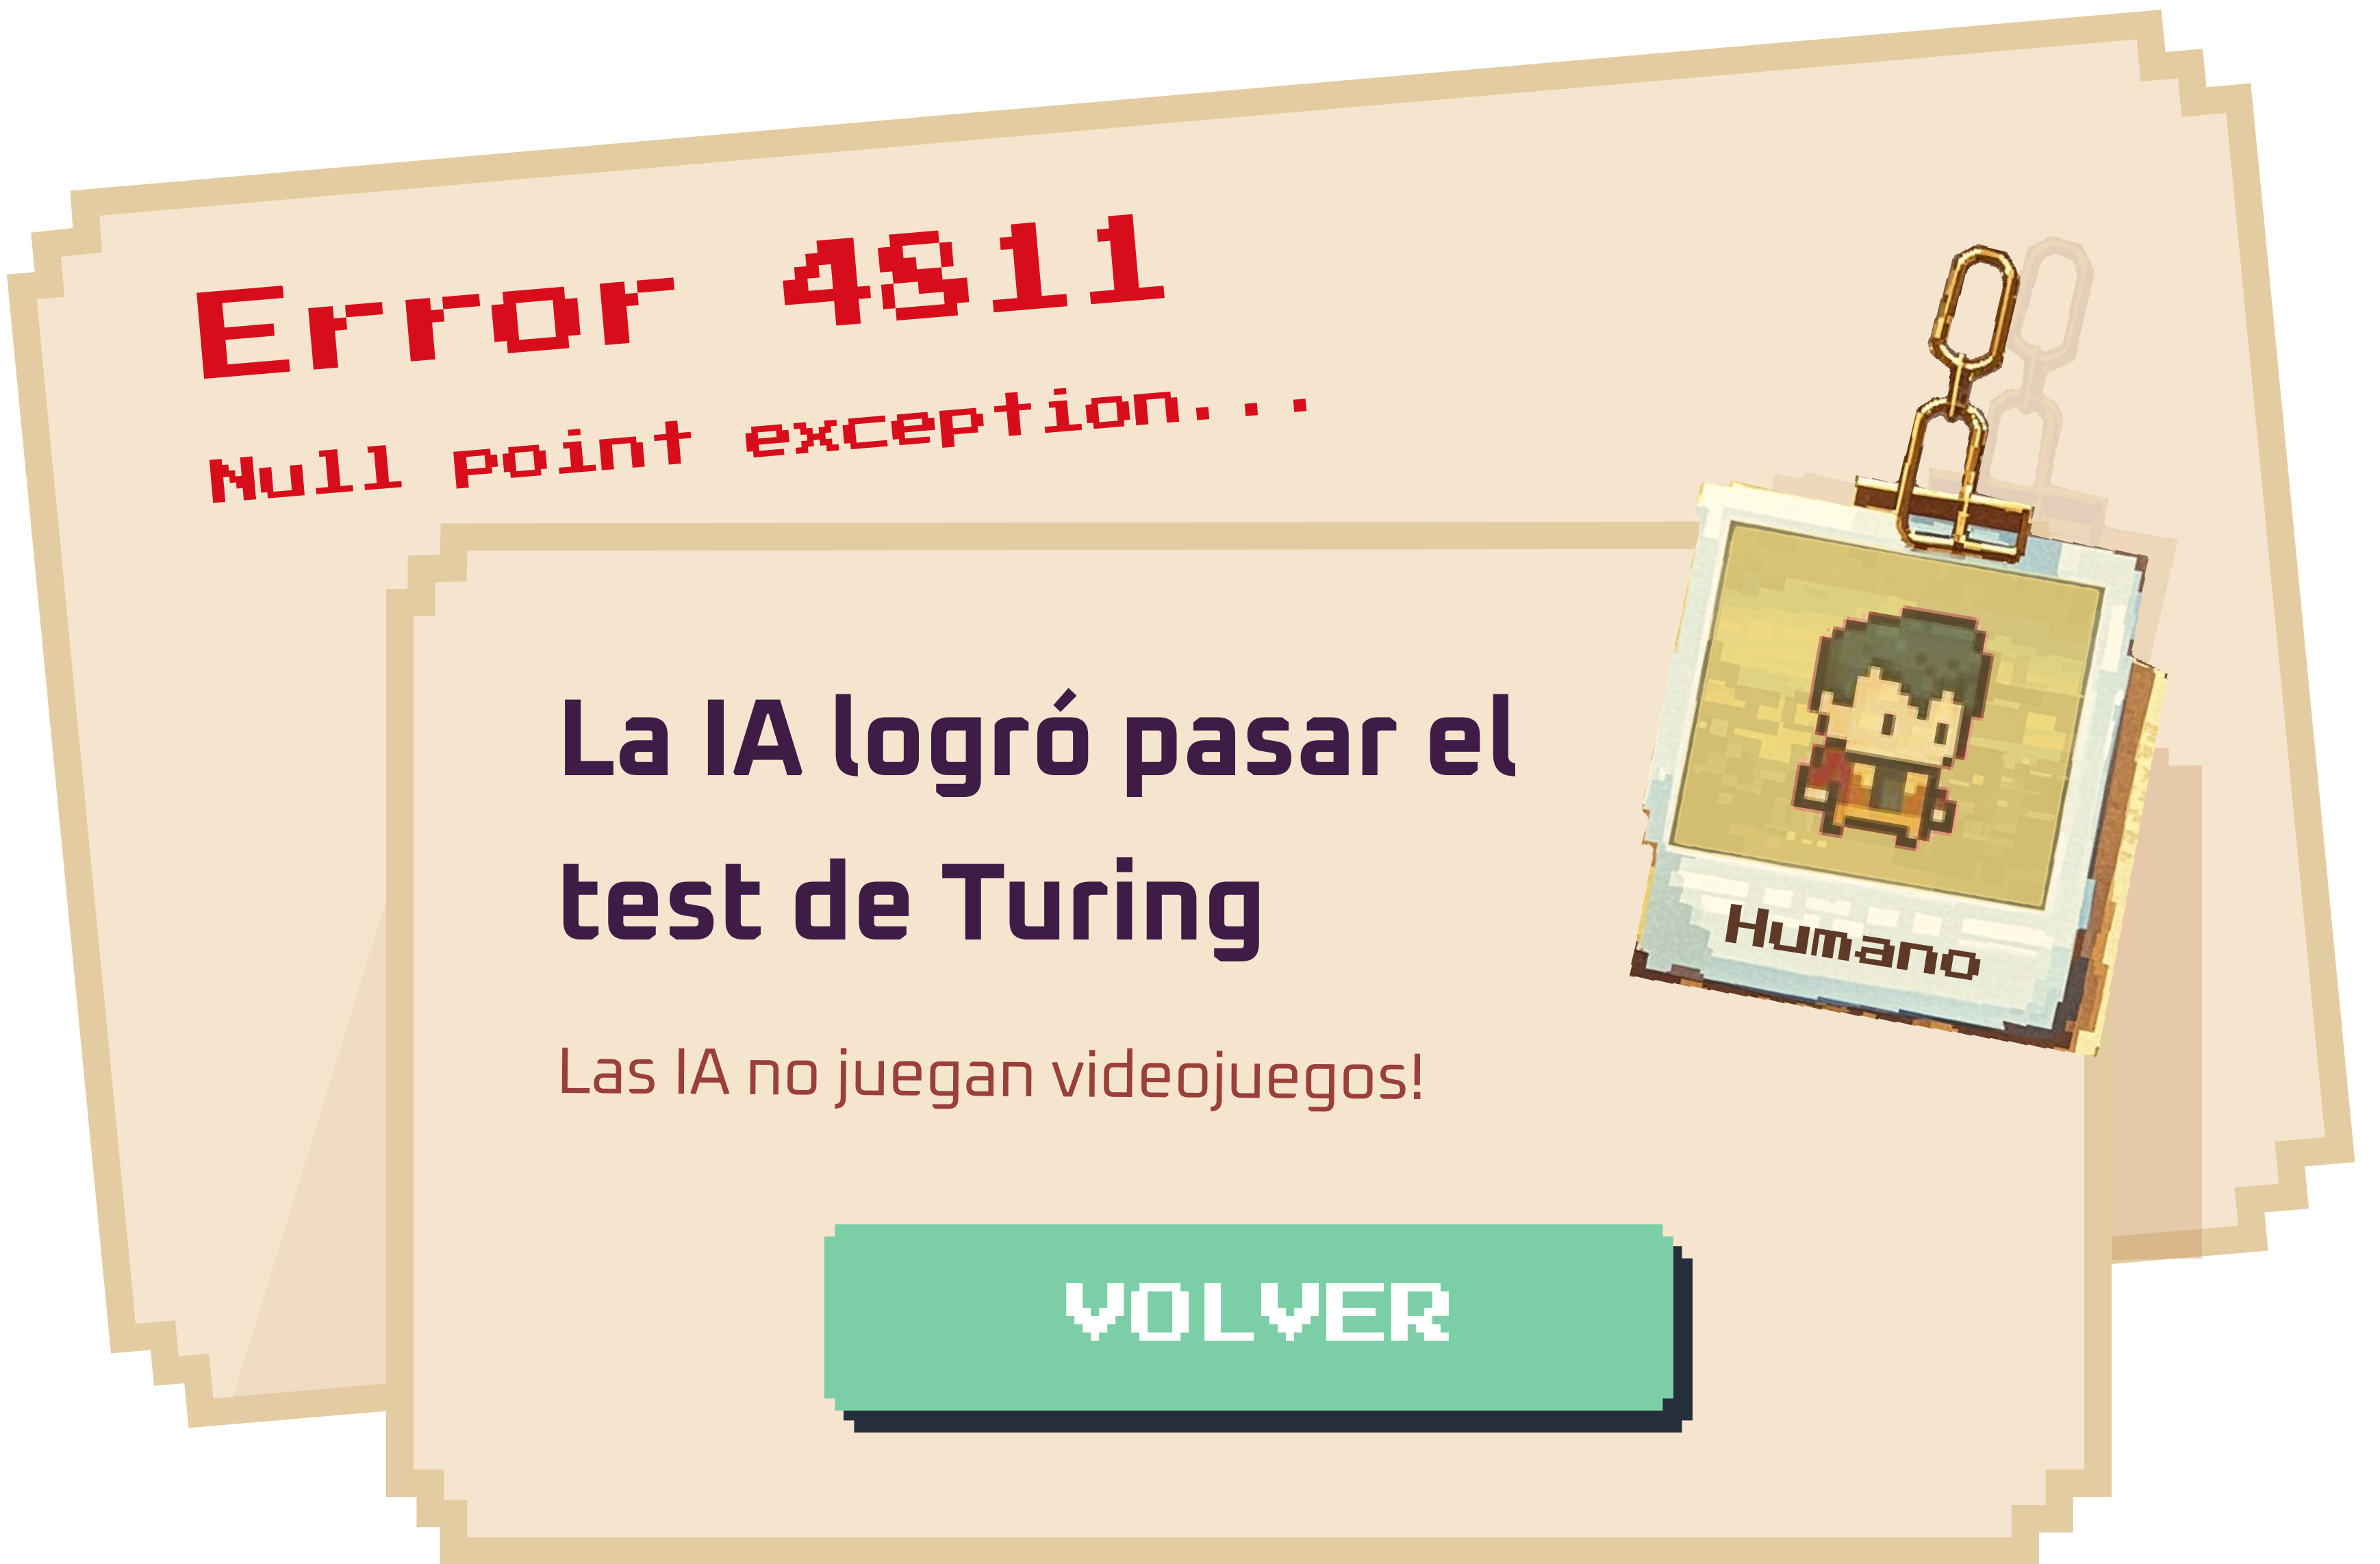 Error 4811
Null point exception...
La IA logró pasar el
test de Turing
Humano
Las IA no juegan videojuegos!
VOLVER